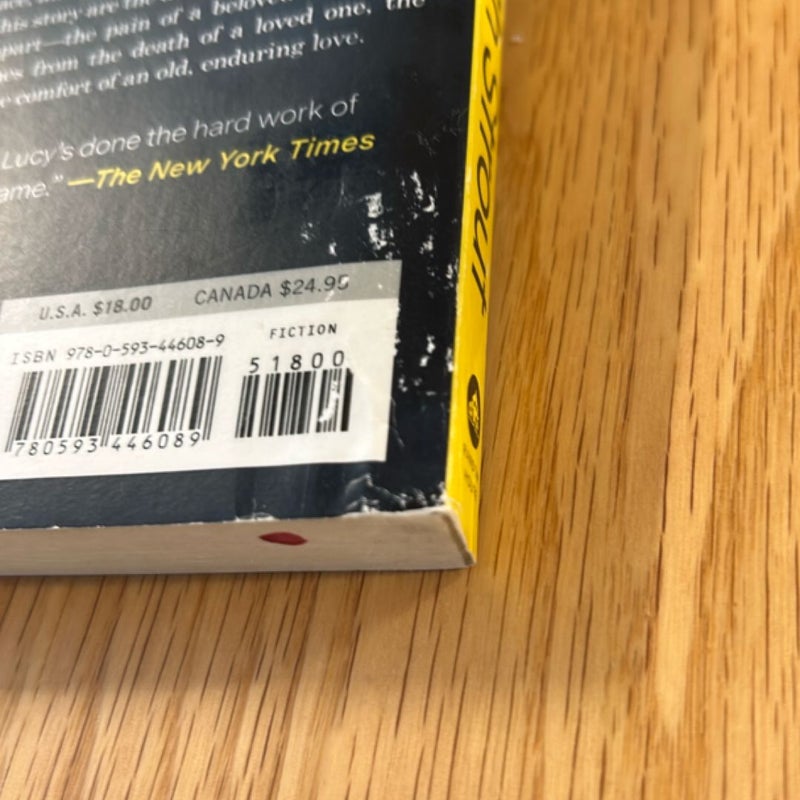 his story are the
part—the pain of a beloved
es from the death of a loved one, the
e comfort of an old, enduring love.
Lucy's done the hard work of
ame." —The New York Times
U.S.A. $18.00 CANADA $24.95
ISBN 978-0-593-44608-9
FICTION
51800
780593 446089
Strout